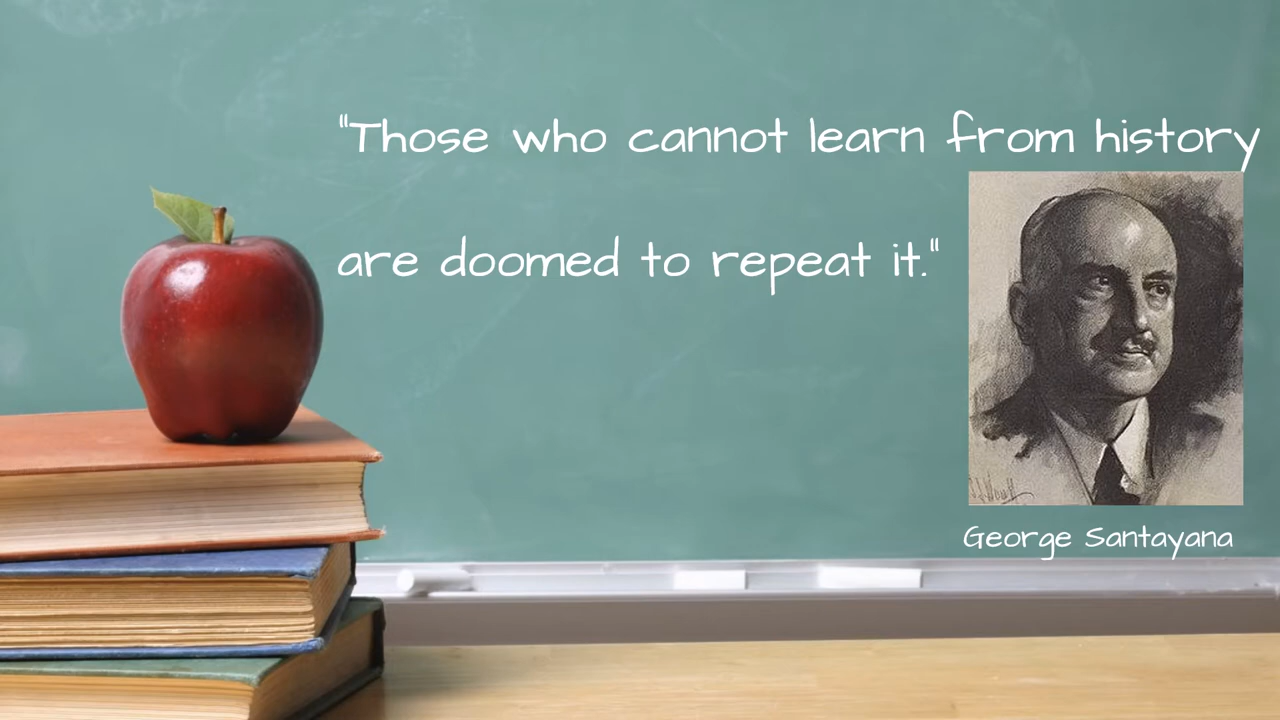 "Those who cannot learn from history
are doomed to repeat it."
George Santayana